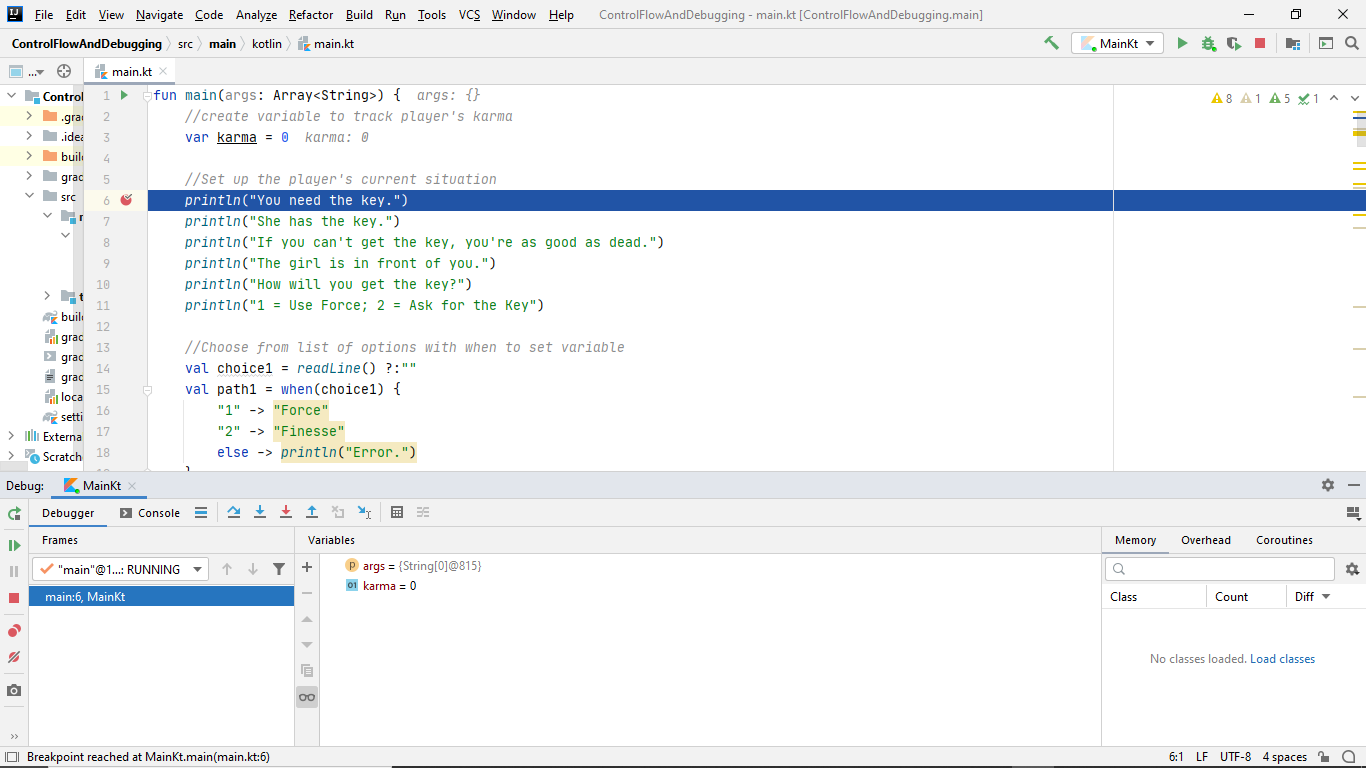 File Edit View Navigate Code Analyze Refactor Build Run Tools VCS Window Help ControlFlowAndDebugging - main.kt [ControlFlowAndDebugging.main]
ControlFlowAndDebugging src main kotlin main.kt MainKt
... main.kt
Control
.grad
.idea
build
grad
src
m
t
build
grad
grad
grad
loca
settin
Externa
Scratch
8 1 5 1
1 fun main(args: Array<String>) { args: {}
2 //create variable to track player's karma
3 var karma = 0 karma: 0
4
5 //Set up the player's current situation
6 println("You need the key.")
7 println("She has the key.")
8 println("If you can't get the key, you're as good as dead.")
9 println("The girl is in front of you.")
10 println("How will you get the key?")
11 println("1 = Use Force; 2 = Ask for the Key")
12
13 //Choose from list of options with when to set variable
14 val choice1 = readLine() ?:""
15 val path1 = when(choice1) {
16 "1" -> "Force"
17 "2" -> "Finesse"
18 else -> println("Error.")
Debug: MainKt
Debugger Console
Frames
"main"@1...: RUNNING
main:6, MainKt
Variables
args = {String[0]@815}
karma = 0
Memory Overhead Coroutines
Class Count Diff
No classes loaded. Load classes
Breakpoint reached at MainKt.main(main.kt:6) 6:1 LF UTF-8 4 spaces